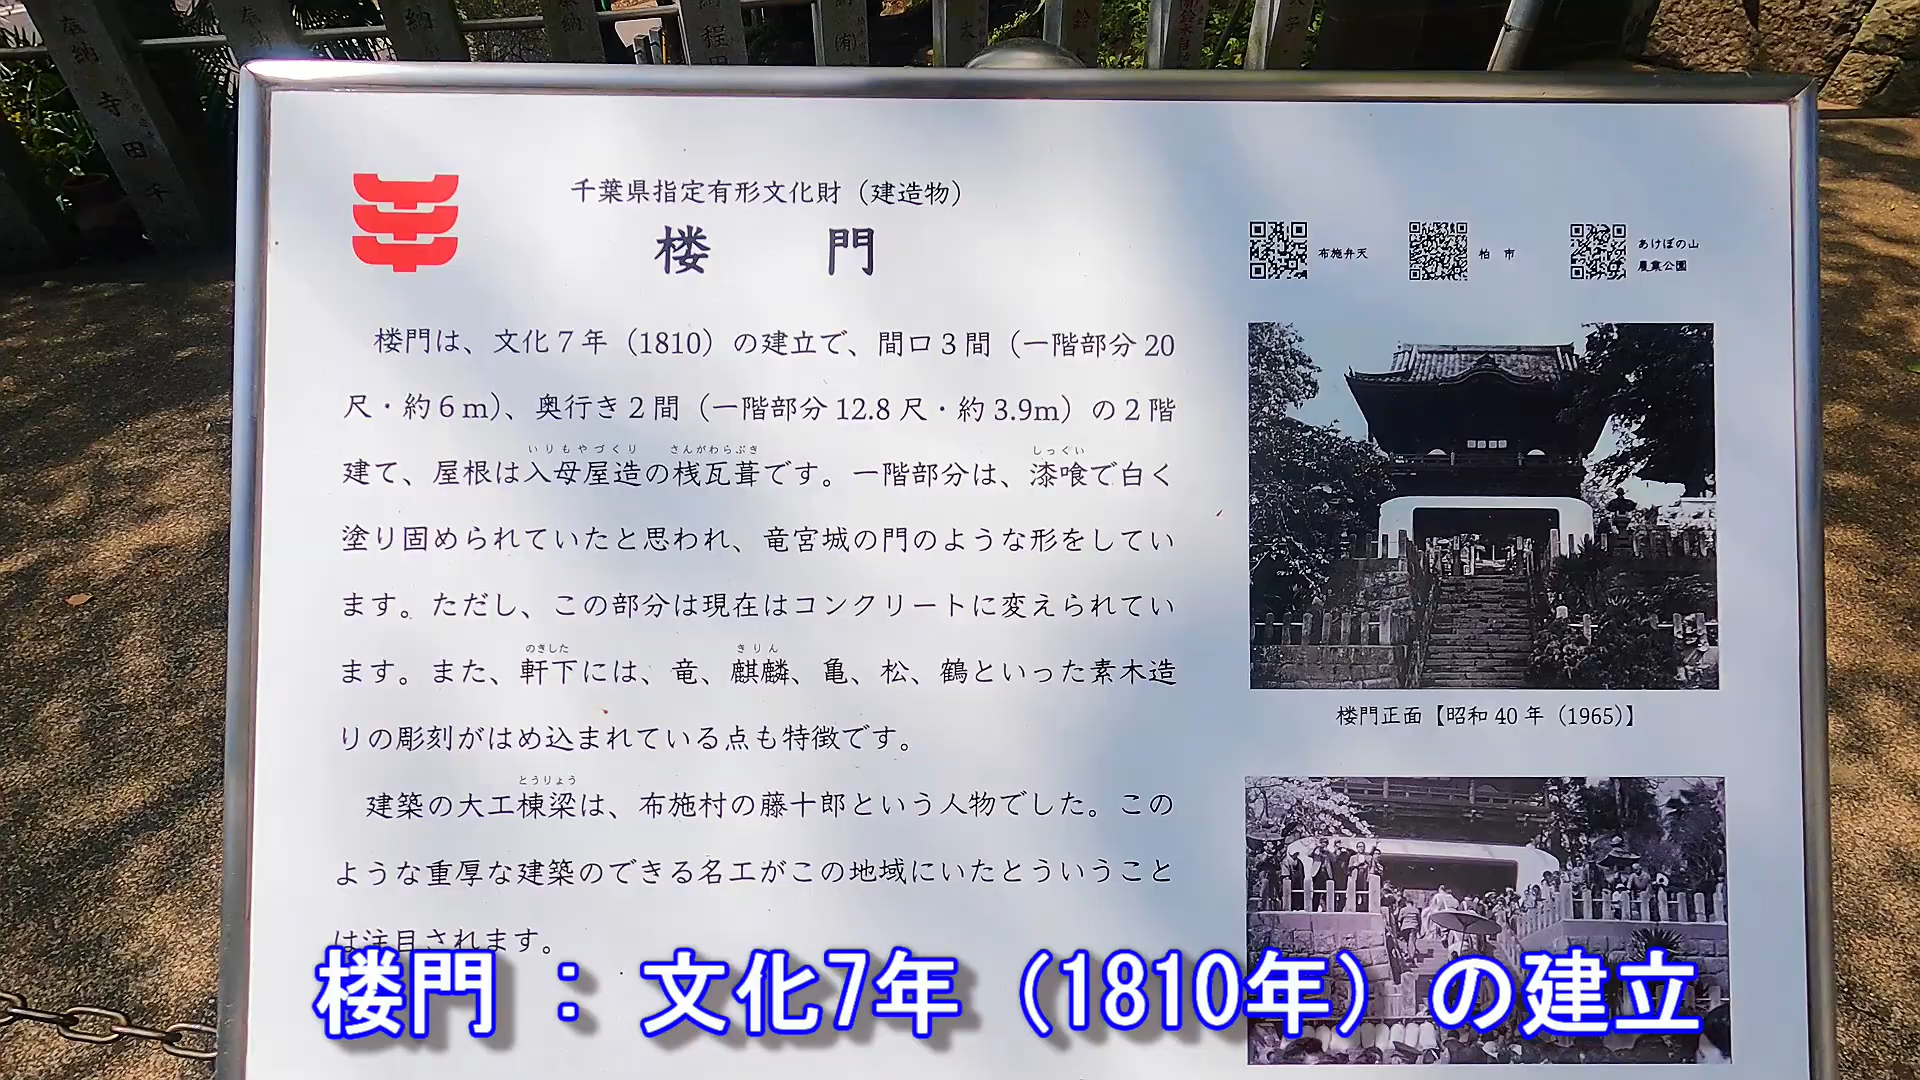 奉納
寺
田
納
程
田
(有)
千葉県指定有形文化財（建造物）
楼門
布施弁天
柏市
あけぼの山
農業公園
楼門は、文化７年（1810）の建立で、間口３間（一階部分 20
尺・約６m）、奥行き２間（一階部分 12.8 尺・約 3.9m）の２階
いりもやづくり さんがわらぶき しっくい
建て、屋根は入母屋造の桟瓦葺です。一階部分は、漆喰で白く
塗り固められていたと思われ、竜宮城の門のような形をしてい
ます。ただし、この部分は現在はコンクリートに変えられてい
のきした きりん
ます。また、軒下には、竜、麒麟、亀、松、鶴といった素木造
りの彫刻がはめ込まれている点も特徴です。
とうりょう
建築の大工棟梁は、布施村の藤十郎という人物でした。この
ような重厚な建築のできる名工がこの地域にいたとういうこと
は注目されます。
楼門正面【昭和 40 年（1965）】
楼門：文化7年（1810年）の建立